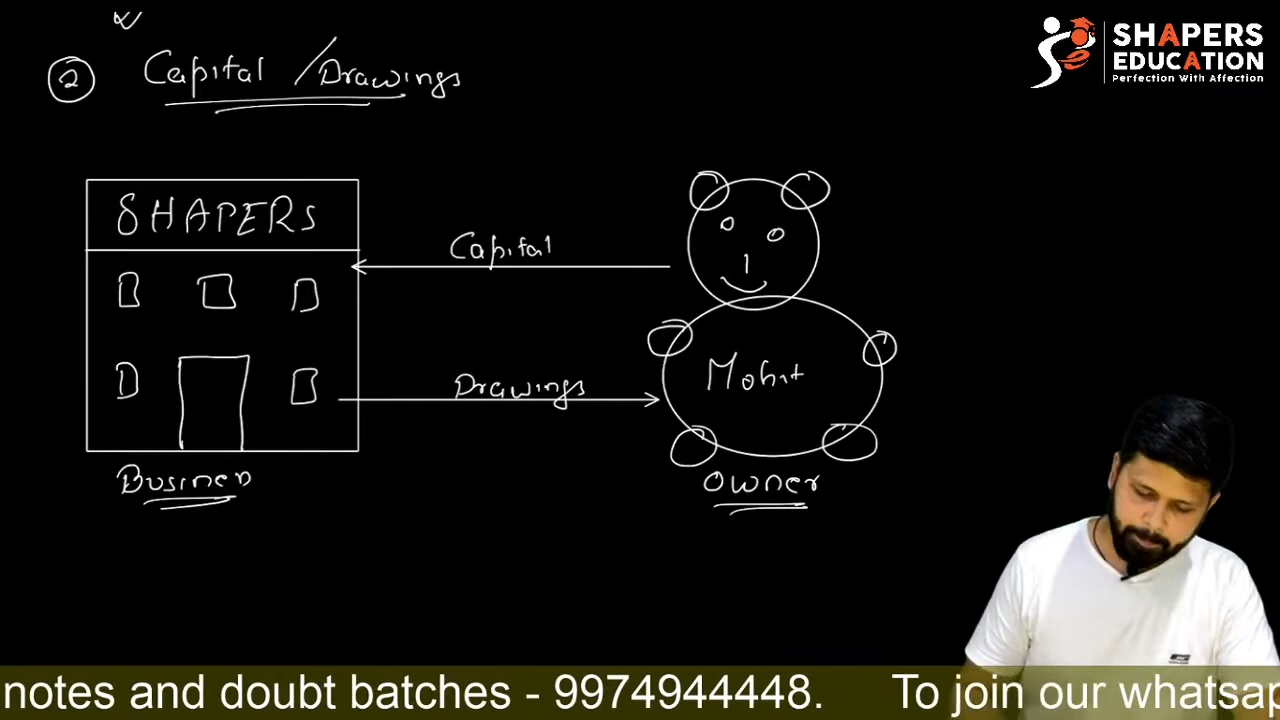 ② Capital / Drawings
SHAPERS
EDUCATION
Perfection With Affection
SHAPERS
Capital
Mohit
Drawings
Business
Owner
notes and doubt batches - 9974944448. To join our whatsap